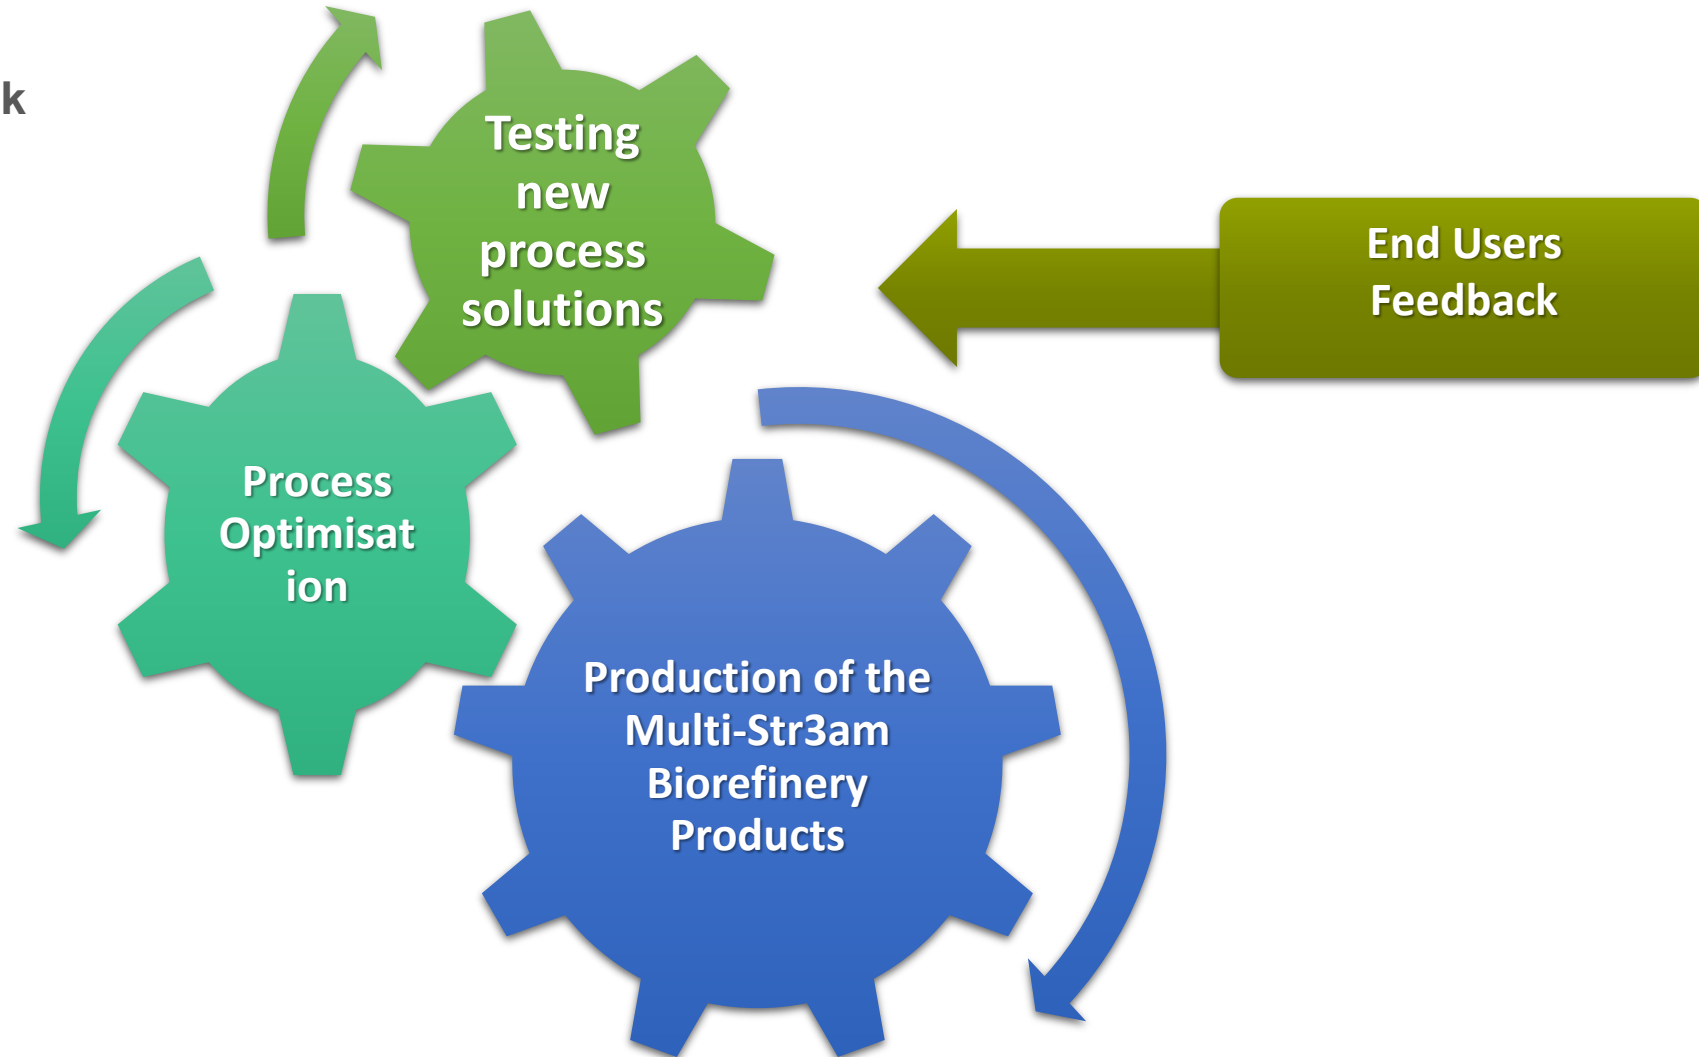 k
Testing
new
process
solutions
End Users
Feedback
Process
Optimisat
ion
Production of the
Multi-Str3am
Biorefinery
Products